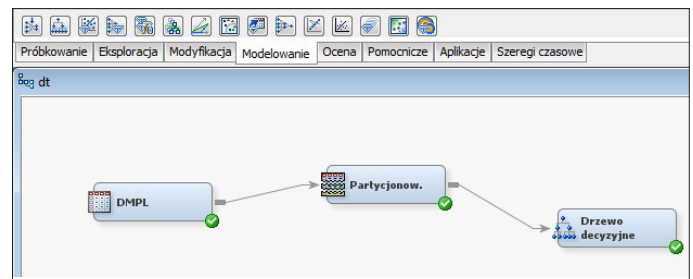 Próbkowanie Eksploracja Modyfikacja Modelowanie Ocena Pomocnicze Aplikacje Szeregi czasowe
dt
DMPL
Partycjonow.
Drzewo
decyzyjne